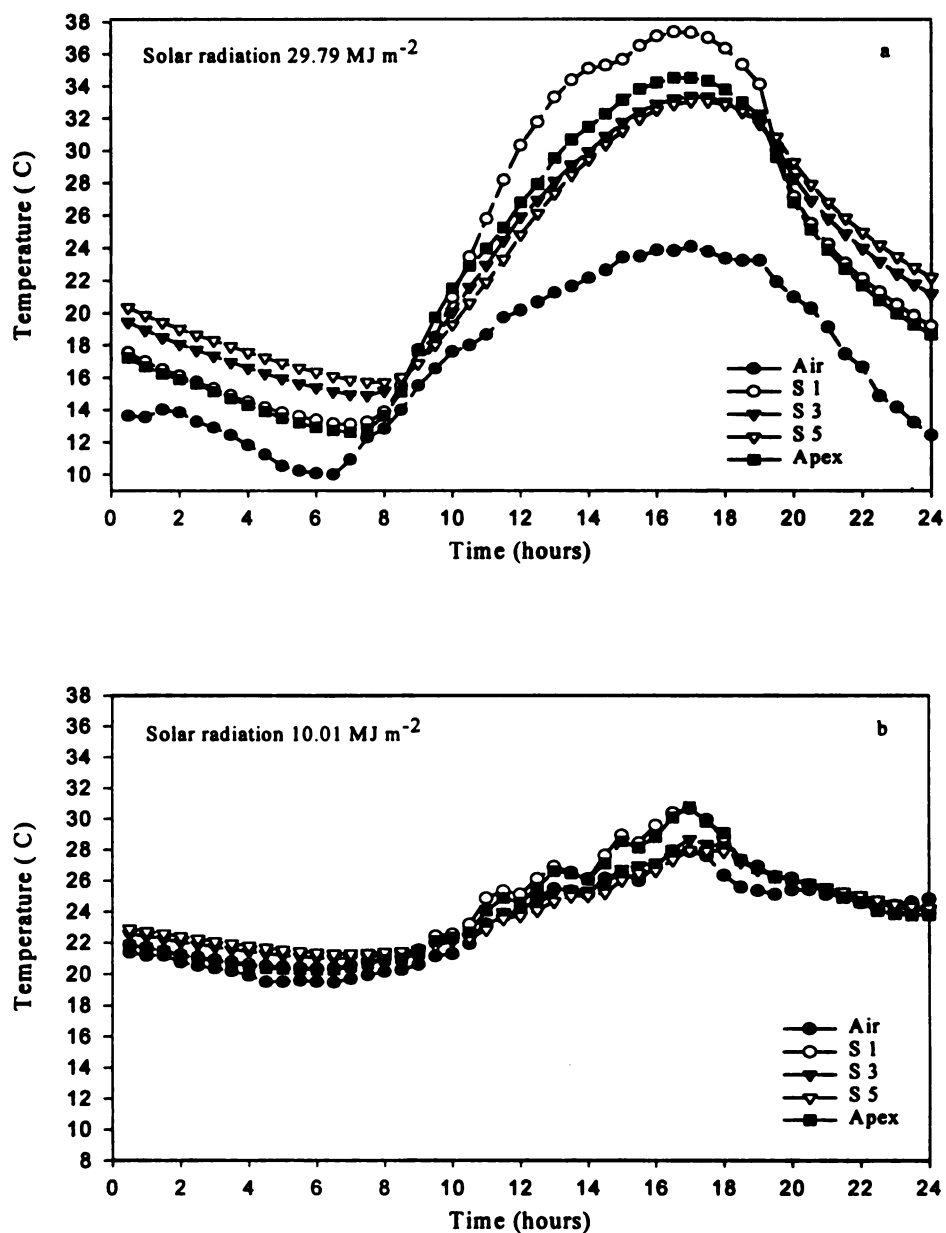 38
36
34
32
30
28
26
24
22
20
18
16
14
12
10
Temperature ( C)
Solar radiation 29.79 MJ m-2
a
Air
S 1
S 3
S 5
Apex
0 2 4 6 8 10 12 14 16 18 20 22 24
Time (hours)
38
36
34
32
30
28
26
24
22
20
18
16
14
12
10
8
Temperature ( C)
Solar radiation 10.01 MJ m-2
b
Air
S 1
S 3
S 5
Apex
0 2 4 6 8 10 12 14 16 18 20 22 24
Time (hours)